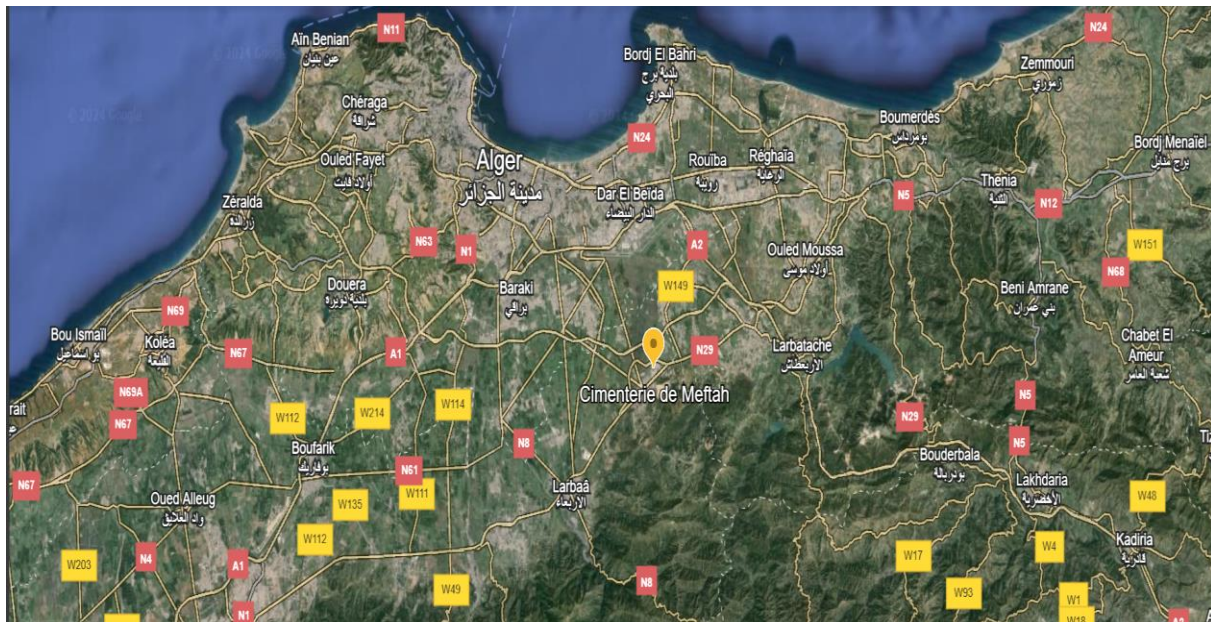 N11
N24
Aïn Benian
عين بنيان
Bordj El Bahri
بلدية برج
البحري
Zemmouri
زموري
Chéraga
شراقة
Boumerdès
بومرداس
N24
Bordj Menaïel
برج منايل
Ouled Fayet
أولاد فايت
Alger
مدينة الجزائر
Rouïba
رويبة
Réghaïa
الرغاية
Thenia
الثنية
Zéralda
زرالدة
Dar El Beïda
الدار البيضاء
N5
N12
N63
N1
A2
Ouled Moussa
أولاد موسى
W151
N68
Douera
بلدية دويرة
Baraki
براقي
W149
Beni Amrane
بني عمران
N69
Bou Ismaïl
بو اسماعيل
Koléa
القليعة
N67
A1
N29
Larbatache
الاربعطاش
Chabet El
Ameur
شعبة العامر
Cimenterie de Meftah
N69A
N67
W112
W214
W114
N29
N5
N5
Boufarik
بوفاريك
N8
Bouderbala
بودربالة
N67
N61
W111
Oued Alleug
واد العلايق
W135
Larbaâ
الاربعاء
Lakhdaria
الأخضرية
W48
W112
Kadiria
قادرية
W203
N4
A1
W49
N8
W17
W4
W93
W1
N1
W18